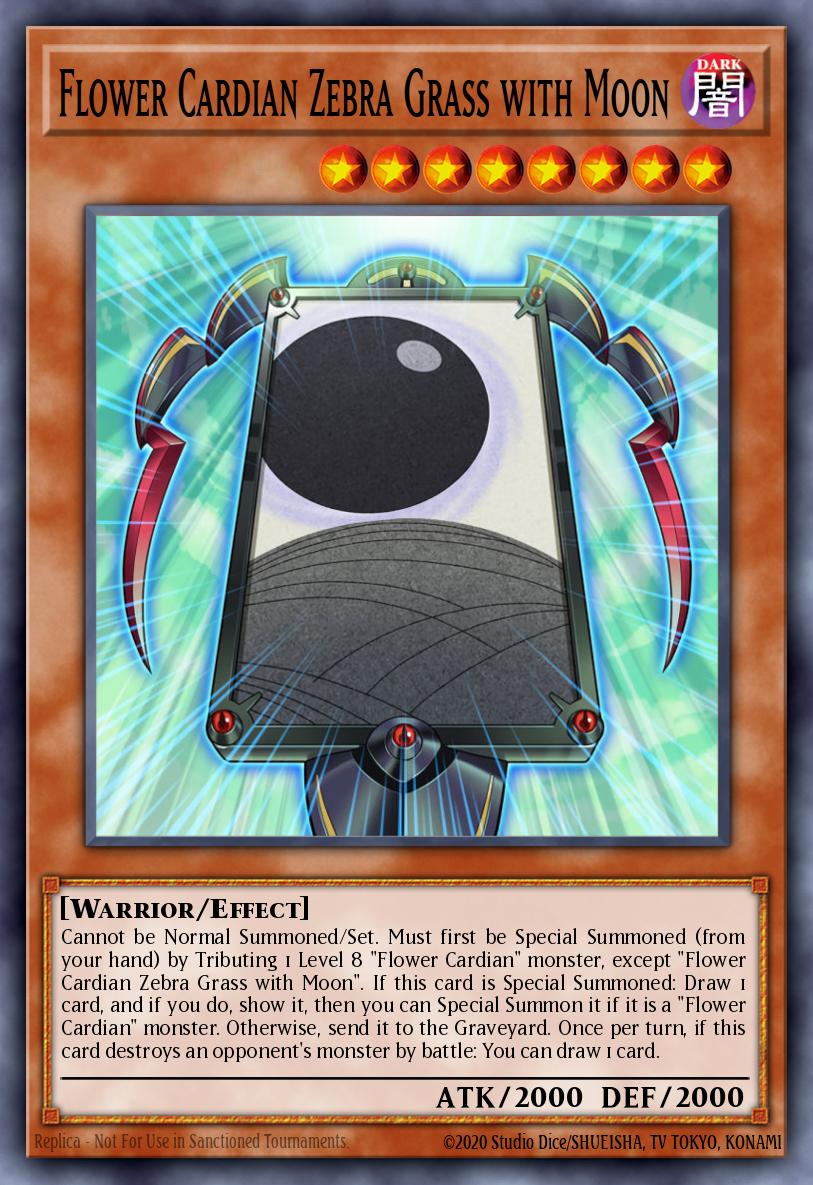 Flower Cardian Zebra Grass with Moon
DARK
闇
[Warrior/Effect]
Cannot be Normal Summoned/Set. Must first be Special Summoned (from
your hand) by Tributing 1 Level 8 "Flower Cardian" monster, except "Flower
Cardian Zebra Grass with Moon". If this card is Special Summoned: Draw 1
card, and if you do, show it, then you can Special Summon it if it is a "Flower
Cardian" monster. Otherwise, send it to the Graveyard. Once per turn, if this
card destroys an opponent's monster by battle: You can draw 1 card.
ATK/2000 DEF/2000
Replica - Not For Use in Sanctioned Tournaments.
©2020 Studio Dice/SHUEISHA, TV TOKYO, KONAMI